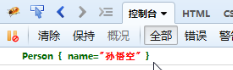 控制台 HTML CSS
清除 保持 概况 全部 错误 警
Person { name="孙悟空" }